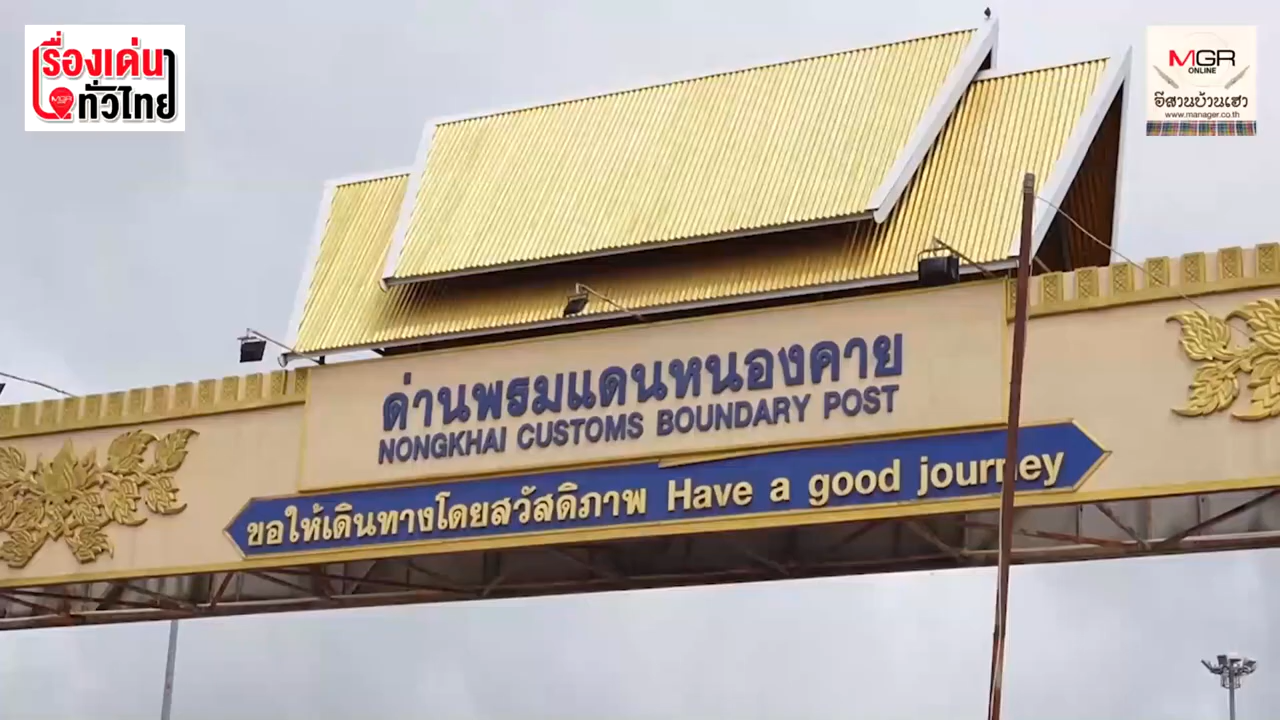 เรื่องเด่น
MGR
ทั่วไทย
MGR
ONLINE
อีสานบ้านเฮา
www.manager.co.th
ด่านพรมแดนหนองคาย
NONGKHAI CUSTOMS BOUNDARY POST
ขอให้เดินทางโดยสวัสดิภาพ Have a good journey